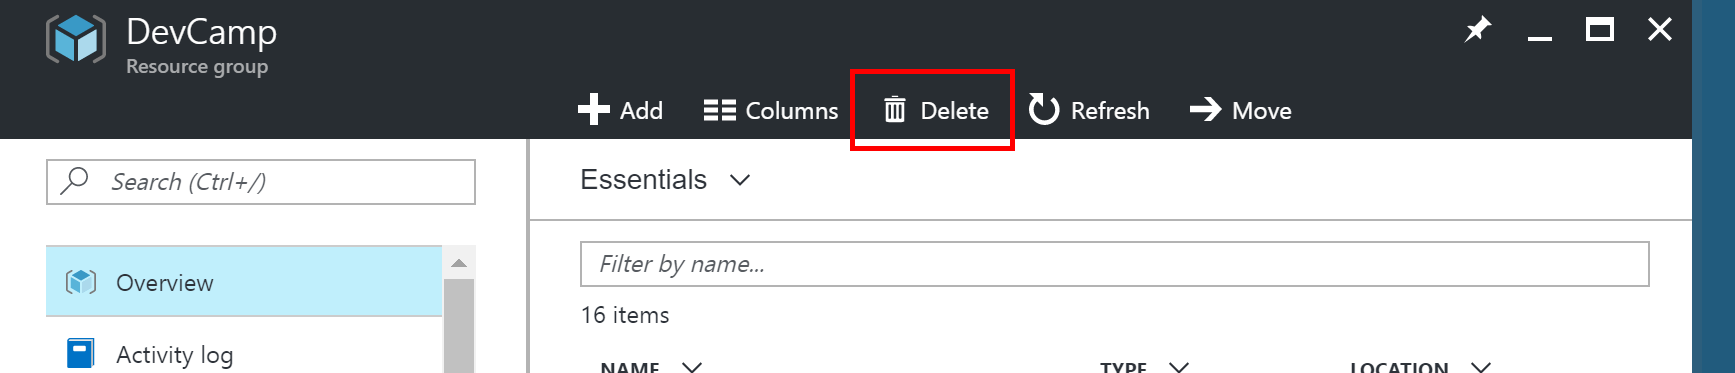 DevCamp
Resource group
Add Columns Delete Refresh Move
Search (Ctrl+/)
Overview
Activity log
Essentials
Filter by name...
16 items
NAME TYPE LOCATION